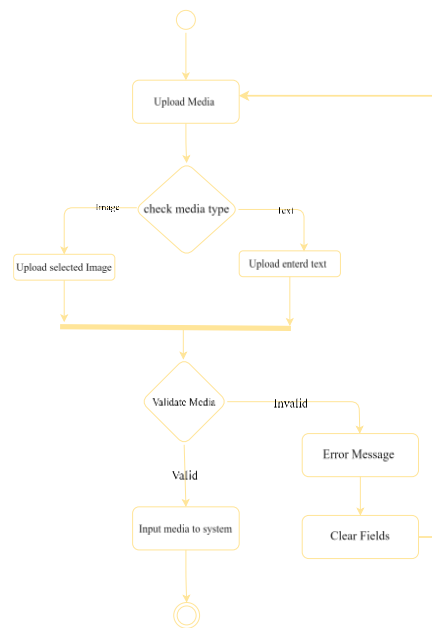 Upload Media
Image
check media type
Text
Upload selected Image
Upload enterd text
Validate Media
Invalid
Error Message
Valid
Input media to system
Clear Fields